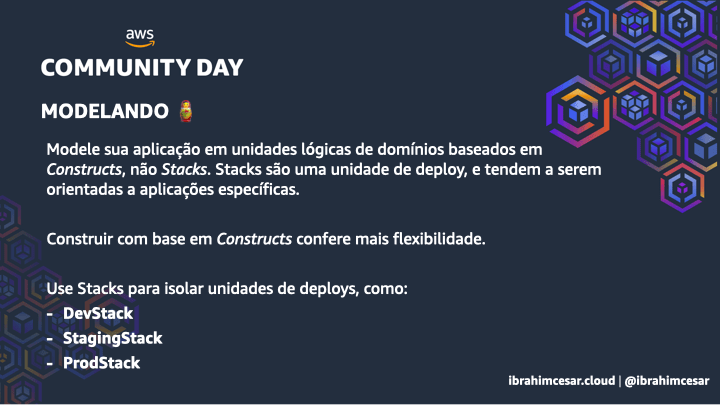 aws
COMMUNITY DAY
MODELANDO 🪆
Modele sua aplicação em unidades lógicas de domínios baseados em
Constructs, não Stacks. Stacks são uma unidade de deploy, e tendem a serem
orientadas a aplicações específicas.
Construir com base em Constructs confere mais flexibilidade.
Use Stacks para isolar unidades de deploys, como:
- DevStack
- StagingStack
- ProdStack
ibrahimcesar.cloud | @ibrahimcesar